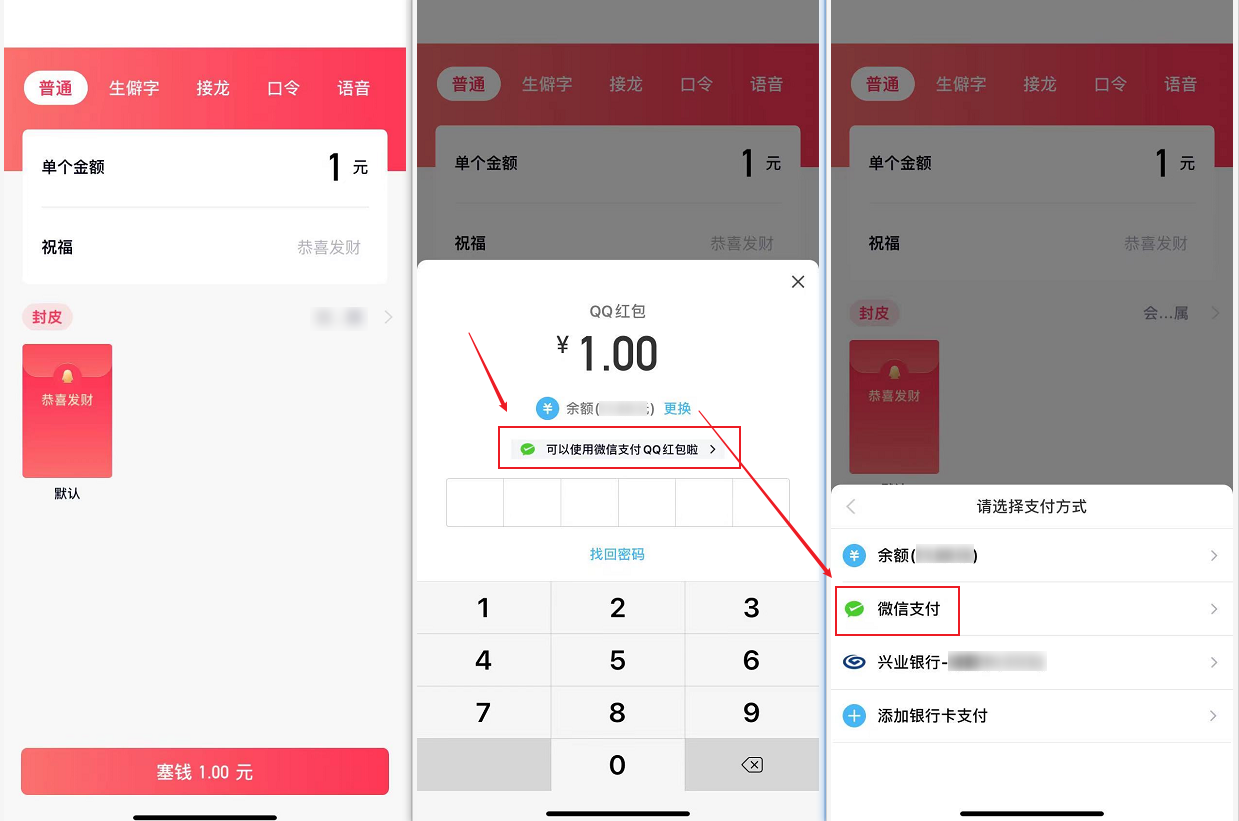 普通 生僻字 接龙 口令 语音
单个金额 1 元
祝福 恭喜发财
封皮
恭喜发财
默认
塞钱 1.00 元
普通 生僻字 接龙 口令 语音
单个金额 1 元
祝福 恭喜发财
QQ红包
¥ 1.00
余额( 元) 更换
可以使用微信支付QQ红包啦
找回密码
1 2 3
4 5 6
7 8 9
0
普通 生僻字 接龙 口令 语音
单个金额 1 元
祝福 恭喜发财
封皮 会...属
恭喜发财
请选择支付方式
余额( )
微信支付
兴业银行-
添加银行卡支付